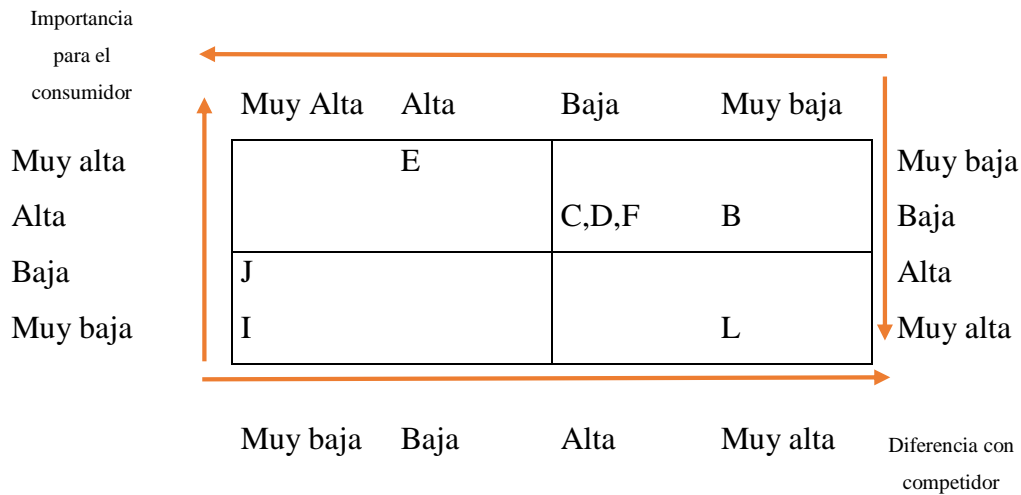 Importancia
para el
consumidor
Muy Alta Alta Baja Muy baja
Muy alta E Muy baja
Alta C,D,F B Baja
Baja J Alta
Muy baja I L Muy alta
Muy baja Baja Alta Muy alta
Diferencia con
competidor